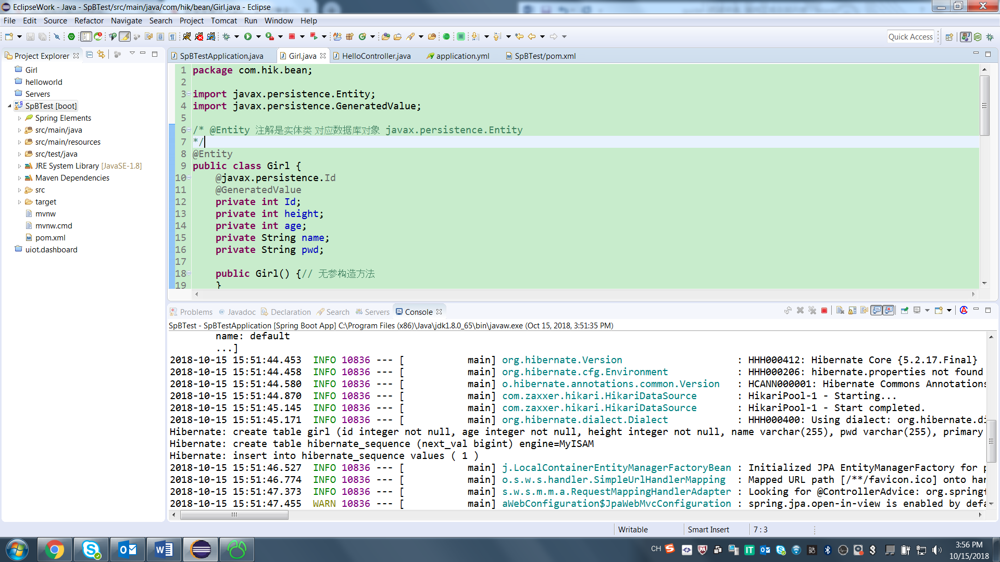 EclipseWork - Java - SpBTest/src/main/java/com/hik/bean/Girl.java - Eclipse
File Edit Source Refactor Navigate Search Project Tomcat Run Window Help
Quick Access
Project Explorer
Girl
helloworld
Servers
SpBTest [boot]
Spring Elements
src/main/java
src/main/resources
src/test/java
JRE System Library [JavaSE-1.8]
Maven Dependencies
src
target
mvnw
mvnw.cmd
pom.xml
uiot.dashboard
SpBTestApplication.java Girl.java HelloController.java application.yml SpBTest/pom.xml
1 package com.hik.bean;
2
3 import javax.persistence.Entity;
4 import javax.persistence.GeneratedValue;
5
6 /* @Entity 注解是实体类 对应数据库对象 javax.persistence.Entity
7 */
8 @Entity
9 public class Girl {
10 @javax.persistence.Id
11 @GeneratedValue
12 private int Id;
13 private int height;
14 private int age;
15 private String name;
16 private String pwd;
17
18 public Girl() {// 无参构造方法
19 }
Problems @ Javadoc Declaration Search Servers Console
SpBTest - SpBTestApplication [Spring Boot App] C:\Program Files (x86)\Java\jdk1.8.0_65\bin\javaw.exe (Oct 15, 2018, 3:51:35 PM)
name: default
...]
2018-10-15 15:51:44.453 INFO 10836 --- [ main] org.hibernate.Version : HHH000412: Hibernate Core {5.2.17.Final}
2018-10-15 15:51:44.458 INFO 10836 --- [ main] org.hibernate.cfg.Environment : HHH000206: hibernate.properties not found
2018-10-15 15:51:44.580 INFO 10836 --- [ main] o.hibernate.annotations.common.Version : HCANN000001: Hibernate Commons Annotations
2018-10-15 15:51:44.870 INFO 10836 --- [ main] com.zaxxer.hikari.HikariDataSource : HikariPool-1 - Starting...
2018-10-15 15:51:45.145 INFO 10836 --- [ main] com.zaxxer.hikari.HikariDataSource : HikariPool-1 - Start completed.
2018-10-15 15:51:45.171 INFO 10836 --- [ main] org.hibernate.dialect.Dialect : HHH000400: Using dialect: org.hibernate.di
Hibernate: create table girl (id integer not null, age integer not null, height integer not null, name varchar(255), pwd varchar(255), primary
Hibernate: create table hibernate_sequence (next_val bigint) engine=MyISAM
Hibernate: insert into hibernate_sequence values ( 1 )
2018-10-15 15:51:46.527 INFO 10836 --- [ main] j.LocalContainerEntityManagerFactoryBean : Initialized JPA EntityManagerFactory for p
2018-10-15 15:51:46.774 INFO 10836 --- [ main] o.s.w.s.handler.SimpleUrlHandlerMapping : Mapped URL path [/**/favicon.ico] onto han
2018-10-15 15:51:47.373 INFO 10836 --- [ main] s.w.s.m.m.a.RequestMappingHandlerAdapter : Looking for @ControllerAdvice: org.springf
2018-10-15 15:51:47.455 WARN 10836 --- [ main] aWebConfiguration$JpaWebMvcConfiguration : spring.jpa.open-in-view is enabled by defa
Writable Smart Insert 7 : 3
CH
3:56 PM
10/15/2018